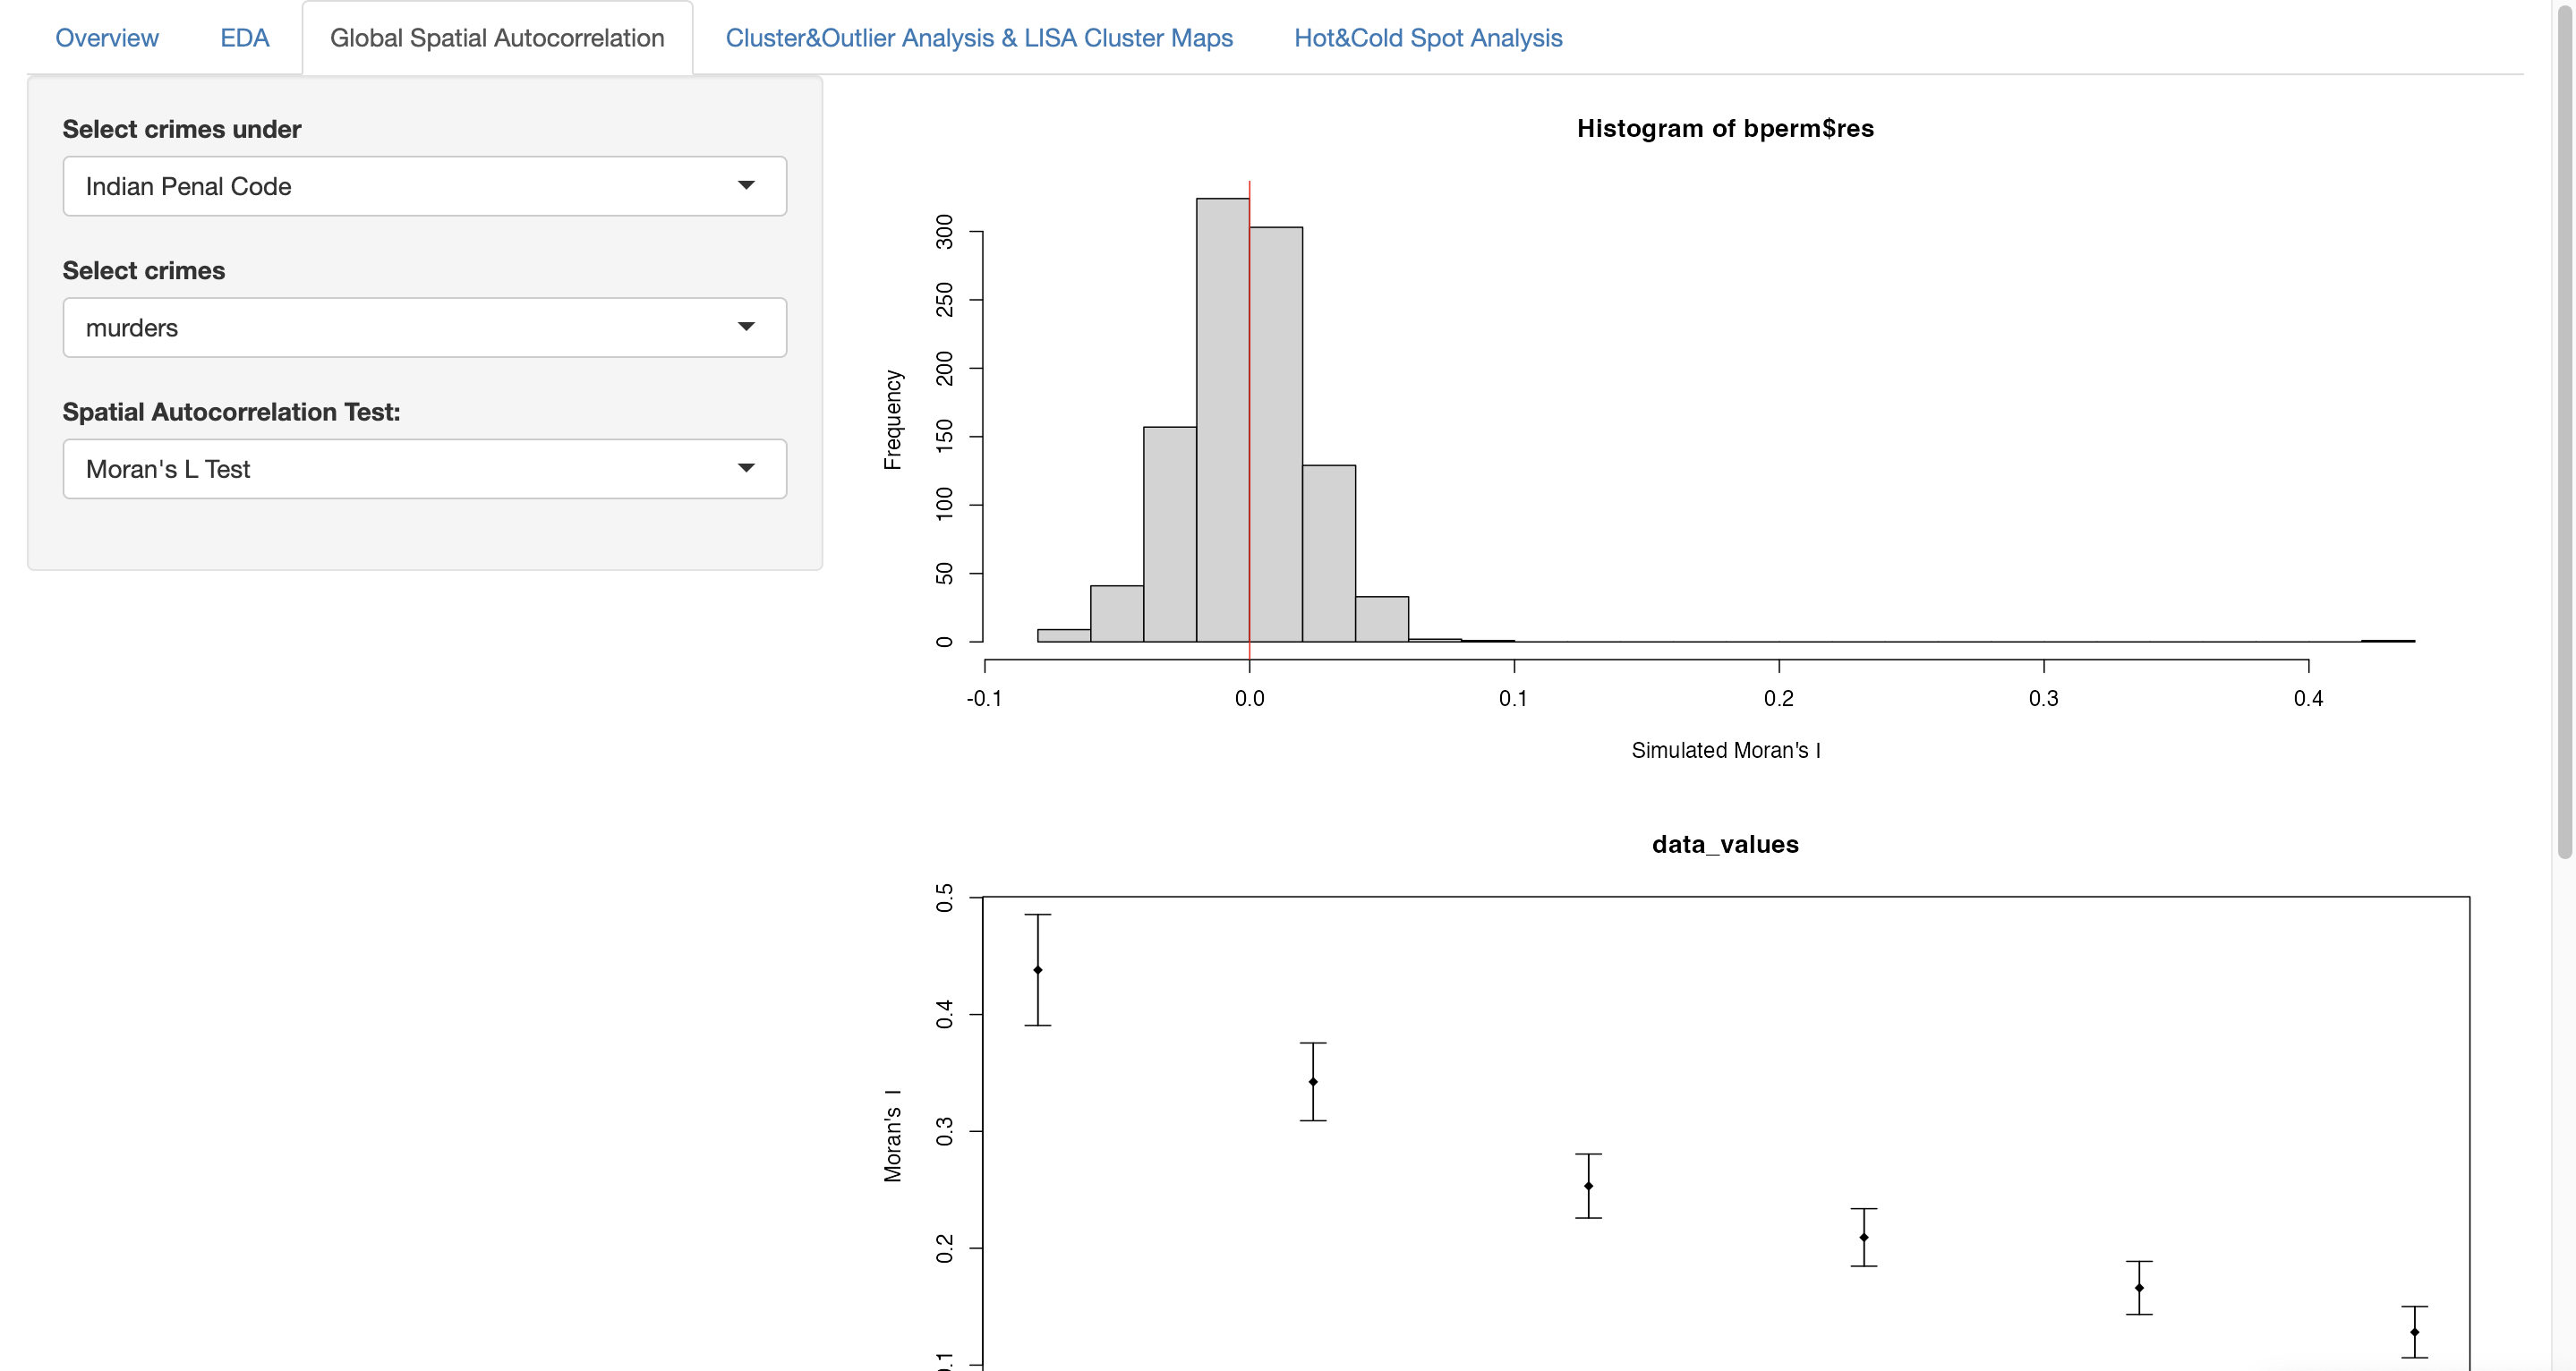 Overview EDA Global Spatial Autocorrelation Cluster&Outlier Analysis & LISA Cluster Maps Hot&Cold Spot Analysis
Select crimes under
Indian Penal Code
Select crimes
murders
Spatial Autocorrelation Test:
Moran's L Test
Histogram of bperm$res
Frequency
300
250
200
150
100
50
0
-0.1 0.0 0.1 0.2 0.3 0.4
Simulated Moran's I
data_values
Moran's I
0.5
0.4
0.3
0.2